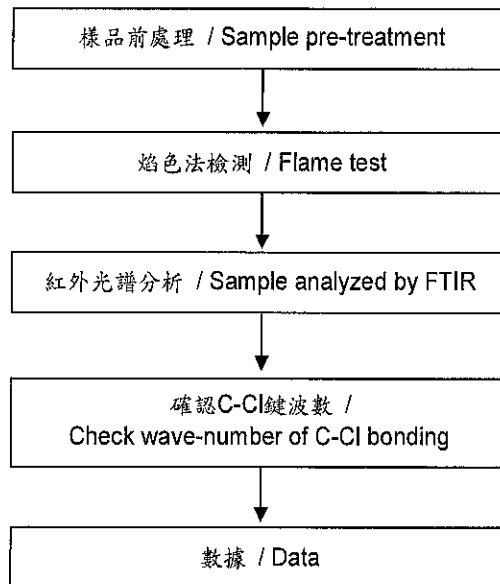 樣品前處理 / Sample pre-treatment
焰色法檢測 / Flame test
紅外光譜分析 / Sample analyzed by FTIR
確認C-Cl鍵波數 /
Check wave-number of C-Cl bonding
數據 / Data